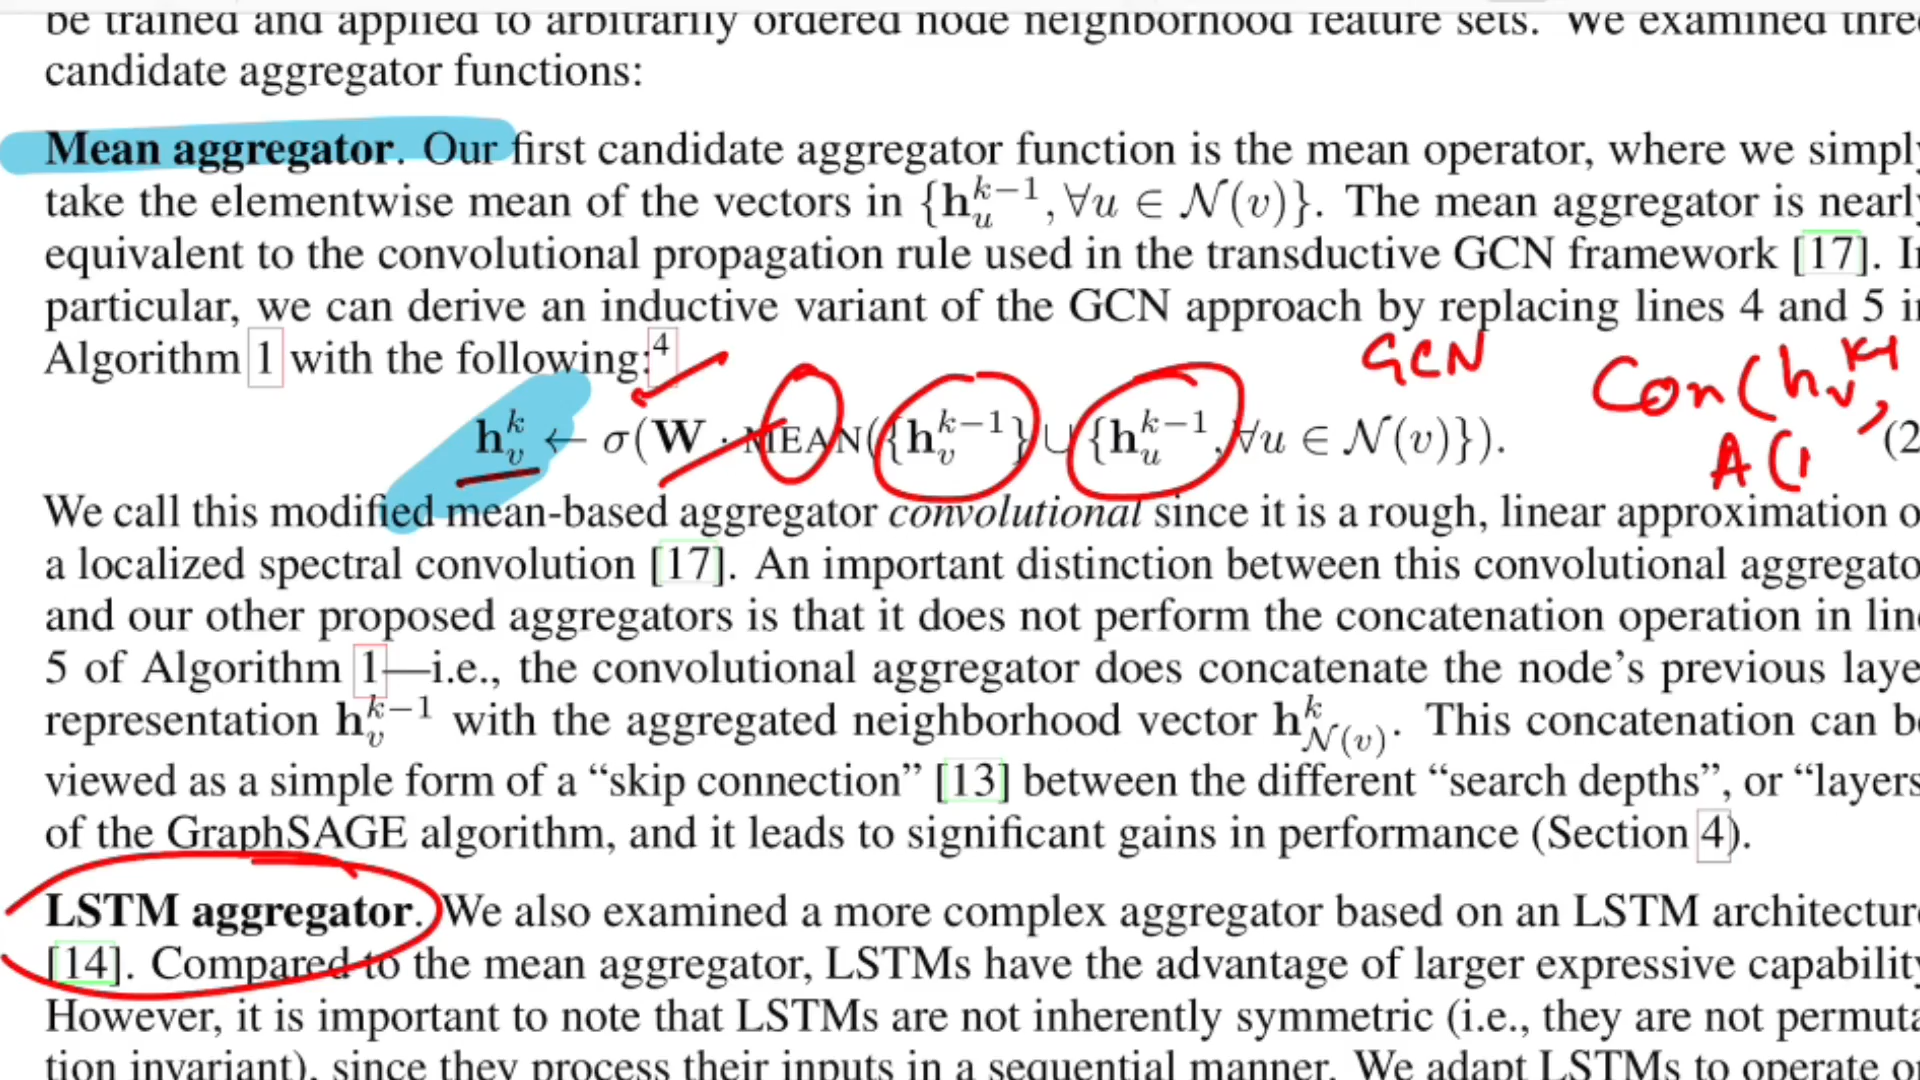 be trained and applied to arbitrarily ordered node neighborhood feature sets. We examined three
candidate aggregator functions:
Mean aggregator. Our first candidate aggregator function is the mean operator, where we simply
take the elementwise mean of the vectors in {h_u^{k−1}, ∀u ∈ N(v)}. The mean aggregator is nearly
equivalent to the convolutional propagation rule used in the transductive GCN framework [17]. In
particular, we can derive an inductive variant of the GCN approach by replacing lines 4 and 5 in
Algorithm 1 with the following:⁴
GCN
Con(h_v^{k-1},
h_v^k ← σ(W · MEAN({h_v^{k−1}} ∪ {h_u^{k−1}, ∀u ∈ N(v)}). (2
A(
We call this modified mean-based aggregator convolutional since it is a rough, linear approximation o
a localized spectral convolution [17]. An important distinction between this convolutional aggregato
and our other proposed aggregators is that it does not perform the concatenation operation in line
5 of Algorithm 1—i.e., the convolutional aggregator does concatenate the node’s previous laye
representation h_v^{k−1} with the aggregated neighborhood vector h_{N(v)}^k. This concatenation can be
viewed as a simple form of a “skip connection” [13] between the different “search depths”, or “layers
of the GraphSAGE algorithm, and it leads to significant gains in performance (Section 4).
LSTM aggregator. We also examined a more complex aggregator based on an LSTM architecture
[14]. Compared to the mean aggregator, LSTMs have the advantage of larger expressive capability
However, it is important to note that LSTMs are not inherently symmetric (i.e., they are not permuta
tion invariant), since they process their inputs in a sequential manner. We adapt LSTMs to operate o